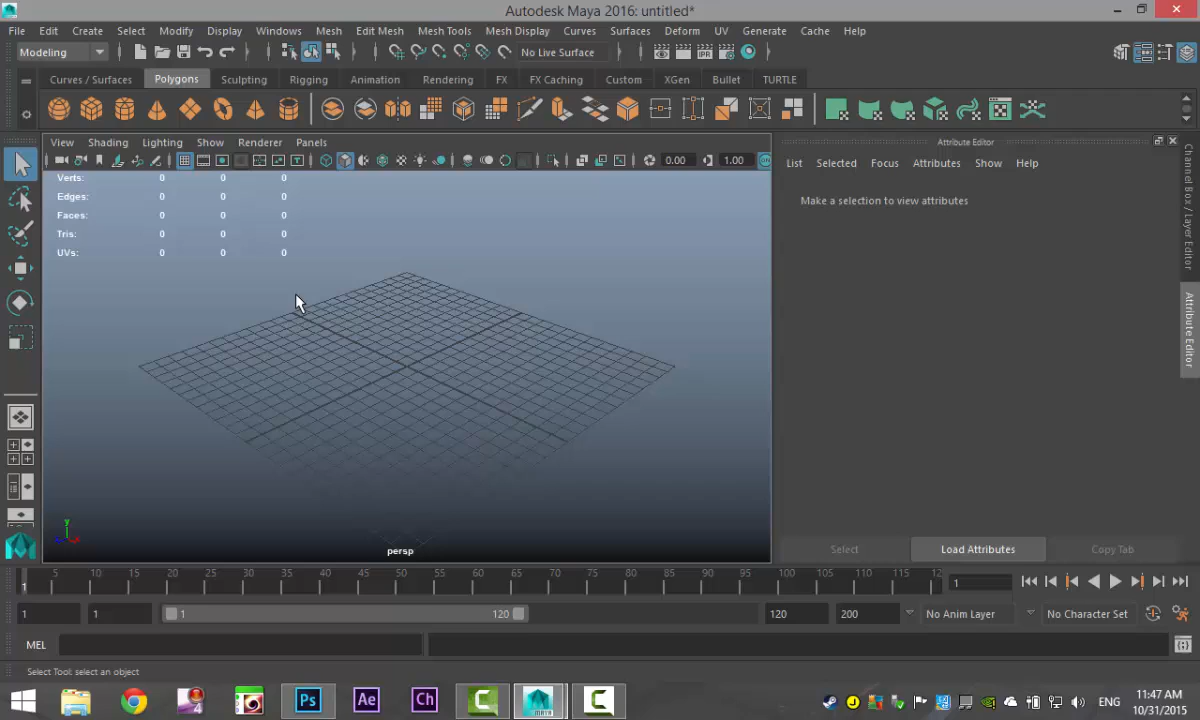 Autodesk Maya 2016: untitled*
File Edit Create Select Modify Display Windows Mesh Edit Mesh Mesh Tools Mesh Display Curves Surfaces Deform UV Generate Cache Help
Modeling No Live Surface
Curves / Surfaces Polygons Sculpting Rigging Animation Rendering FX FX Caching Custom XGen Bullet TURTLE
View Shading Lighting Show Renderer Panels
0.00 1.00
Verts: 0 0 0
Edges: 0 0 0
Faces: 0 0 0
Tris: 0 0 0
UVs: 0 0 0
y
persp
Attribute Editor
List Selected Focus Attributes Show Help
Make a selection to view attributes
Select Load Attributes Copy Tab
Channel Box / Layer Editor
Attribute Editor
1 5 10 15 20 25 30 35 40 45 50 55 60 65 70 75 80 85 90 95 100 105 110 115 12 1
1 1 1 120 120 200 No Anim Layer No Character Set
MEL
Select Tool: select an object
Ps Ae Ch MAYA ENG 11:47 AM
10/31/2015